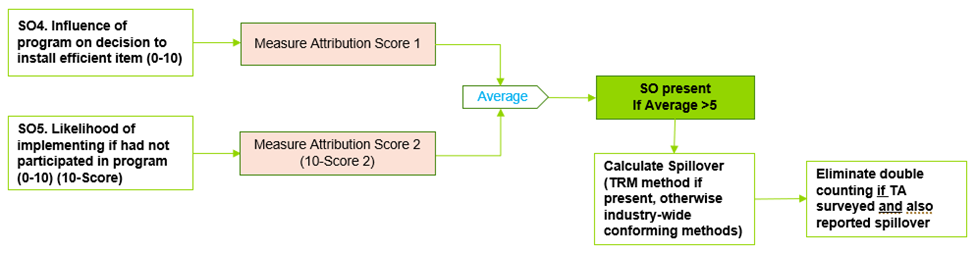 SO4. Influence of
program on decision to
install efficient item (0-10)
Measure Attribution Score 1
Average
SO present
If Average >5
SO5. Likelihood of
implementing if had not
participated in program
(0-10) (10-Score)
Measure Attribution Score 2
(10-Score 2)
Calculate Spillover
(TRM method if
present, otherwise
industry-wide
conforming methods)
Eliminate double
counting if TA
surveyed and also
reported spillover